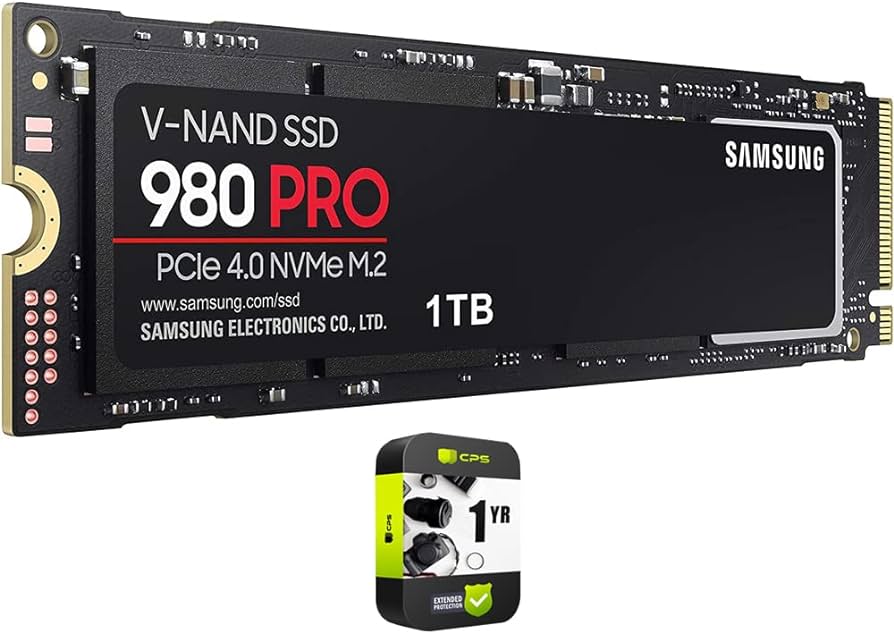 V-NAND SSD
980 PRO
PCIe 4.0 NVMe M.2
www.samsung.com/ssd
SAMSUNG ELECTRONICS CO., LTD.
1TB
SAMSUNG
CPS
CPS
1 YR
EXTENDED
PROTECTION